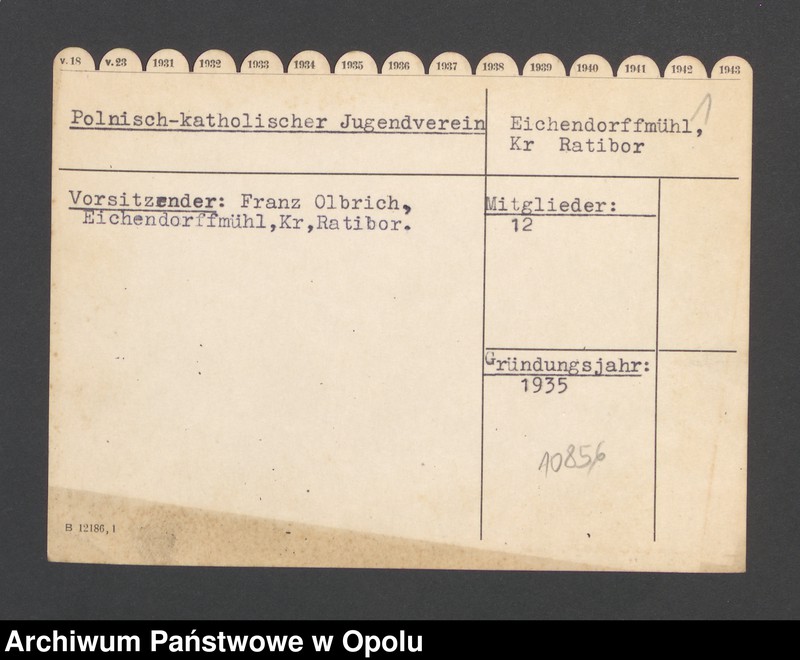 v. 18 v. 23 1931 1932 1933 1934 1935 1936 1937 1938 1939 1940 1941 1942 1943
1
Polnisch-katholischer Jugendverein
Eichendorffmühl,
Kr Ratibor
Vorsitzender: Franz Olbrich,
Eichendorffmühl,Kr,Ratibor.
Mitglieder:
12
Gründungsjahr:
1935
10856
B 12186, 1
Archiwum Państwowe w Opolu